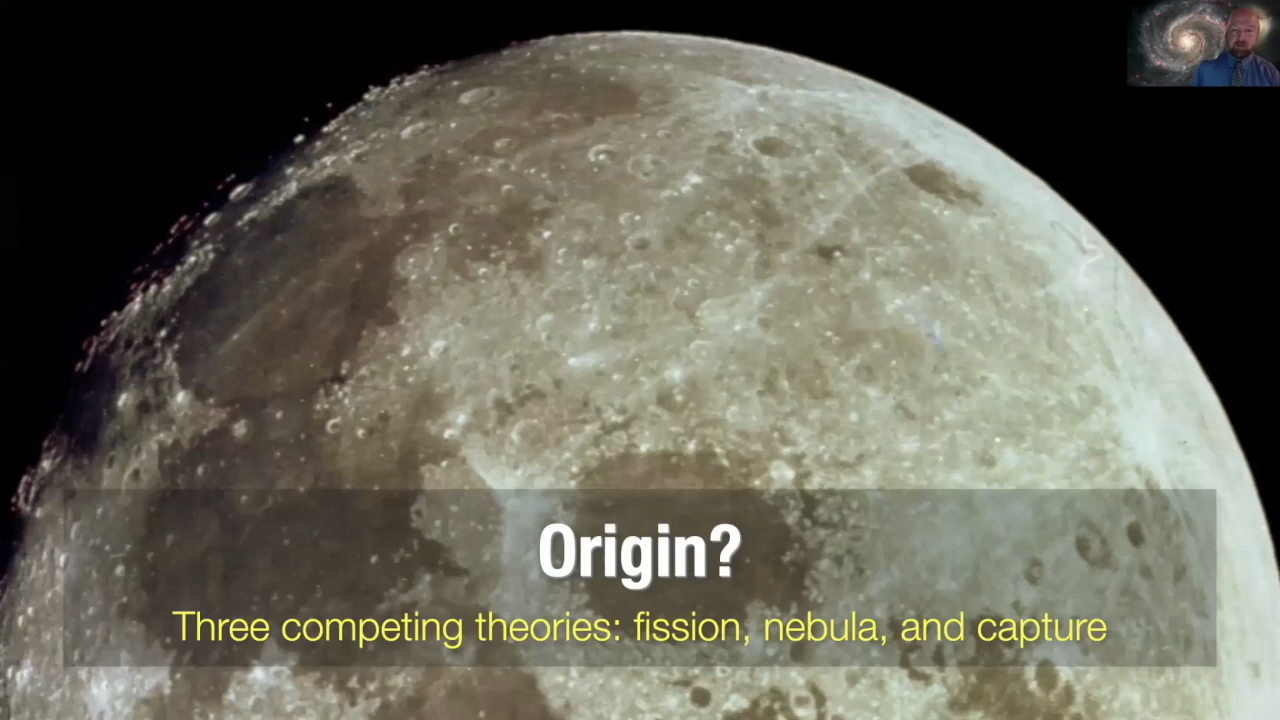 Origin?
Three competing theories: fission, nebula, and capture